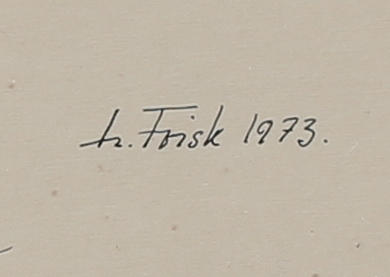 h. Frisk 1973.